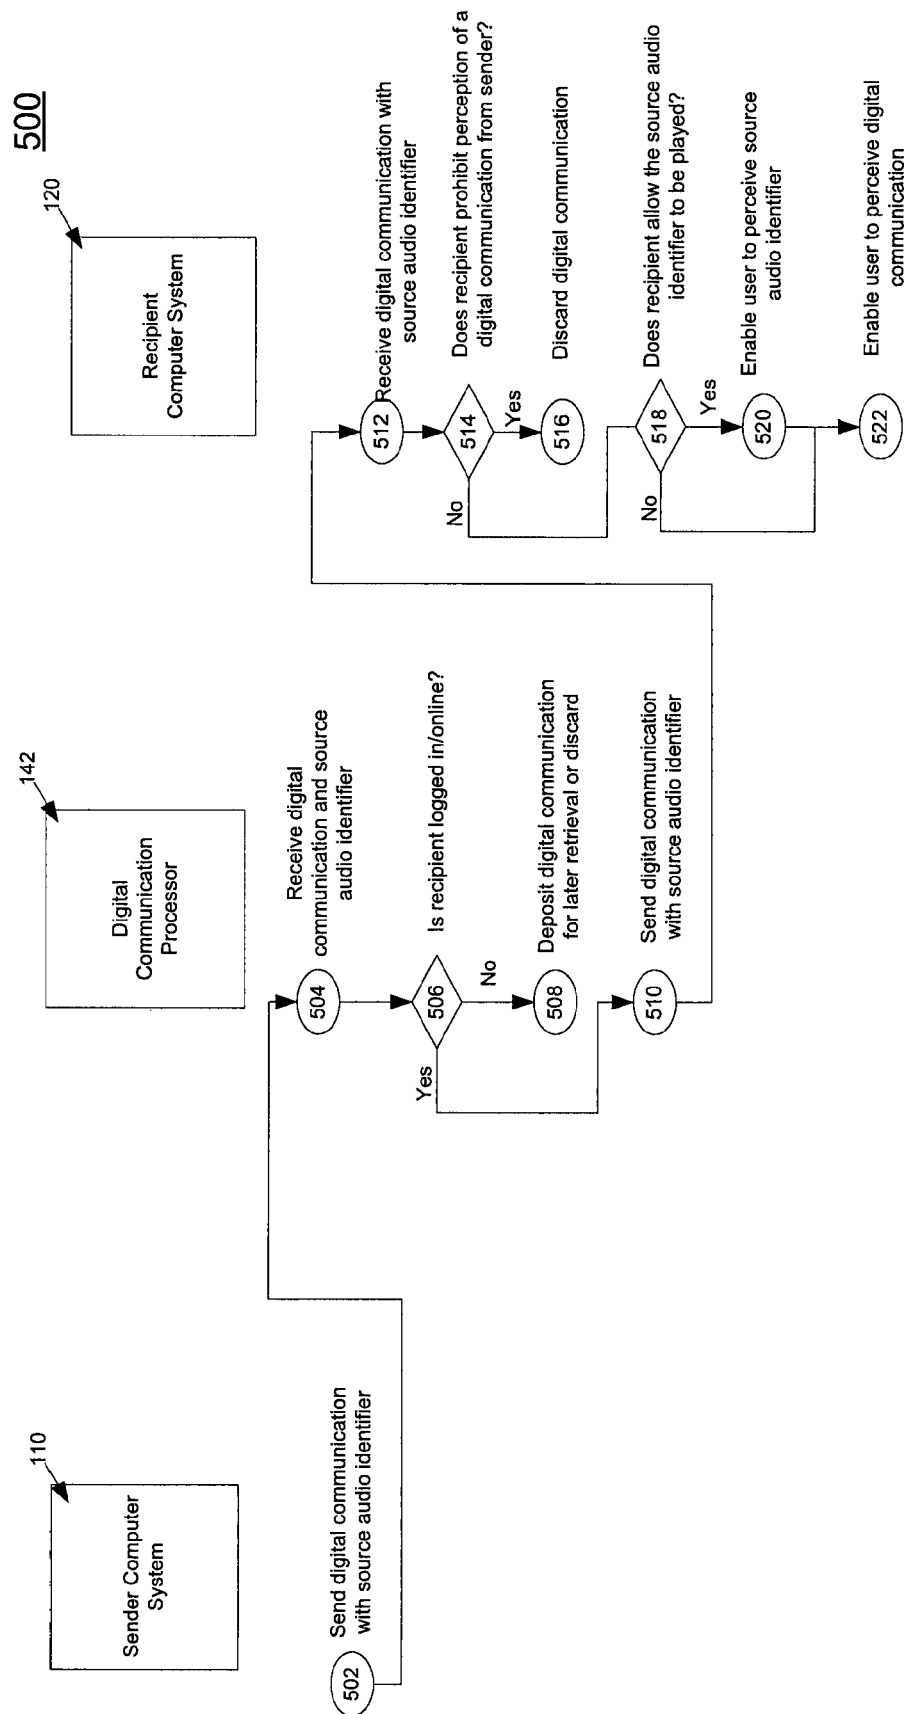 500
110
Sender Computer
System
502
Send digital communication
with source audio identifier
142
Digital
Communication
Processor
504
Receive digital
communication and source
audio identifier
506
Is recipient logged in/online?
Yes
No
508
Deposit digital communication
for later retrieval or discard
510
Send digital communication
with source audio identifier
120
Recipient
Computer System
512
Receive digital communication with
source audio identifier
514
Does recipient prohibit perception of a
digital communication from sender?
No
Yes
516
Discard digital communication
518
Does recipient allow the source audio
identifier to be played?
No
Yes
520
Enable user to perceive source
audio identifier
522
Enable user to perceive digital
communication